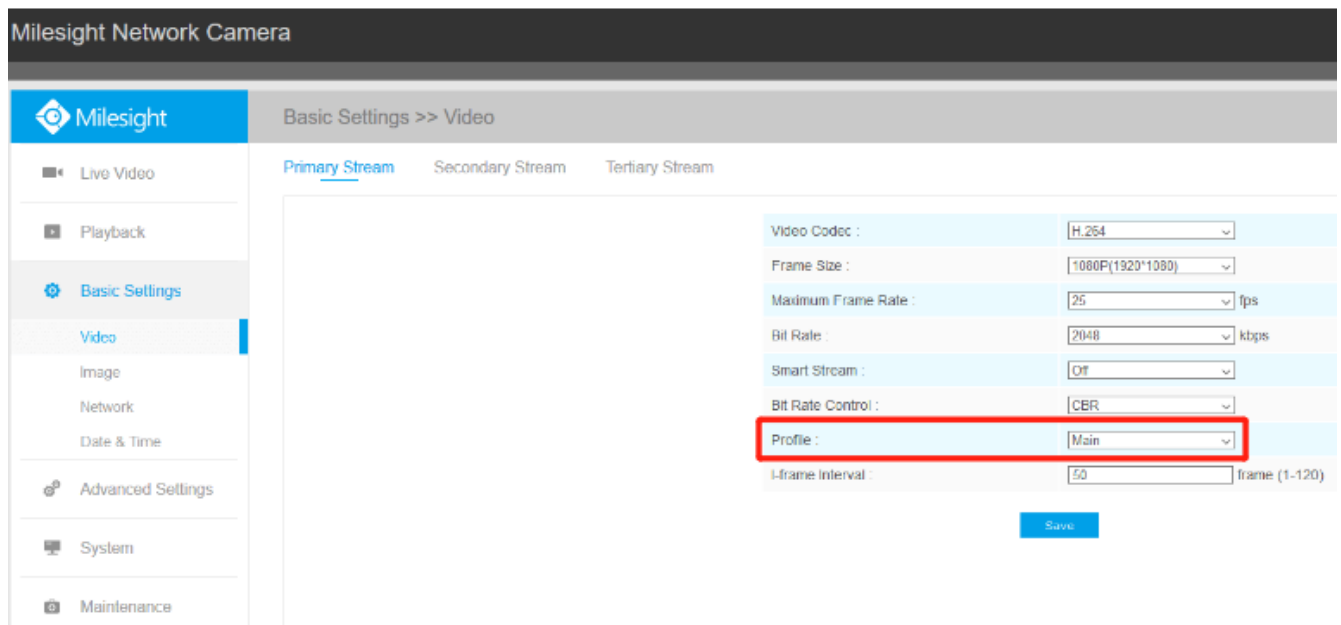 Milesight Network Camera
Milesight
Basic Settings >> Video
Primary Stream Secondary Stream Tertiary Stream
Live Video
Playback
Basic Settings
Video
Image
Network
Date & Time
Advanced Settings
System
Maintenance
Video Codec : H.264
Frame Size : 1080P(1920*1080)
Maximum Frame Rate : 25 fps
Bit Rate : 2048 kbps
Smart Stream : Off
Bit Rate Control : CBR
Profile : Main
I-frame Interval : 50 frame (1-120)
Save